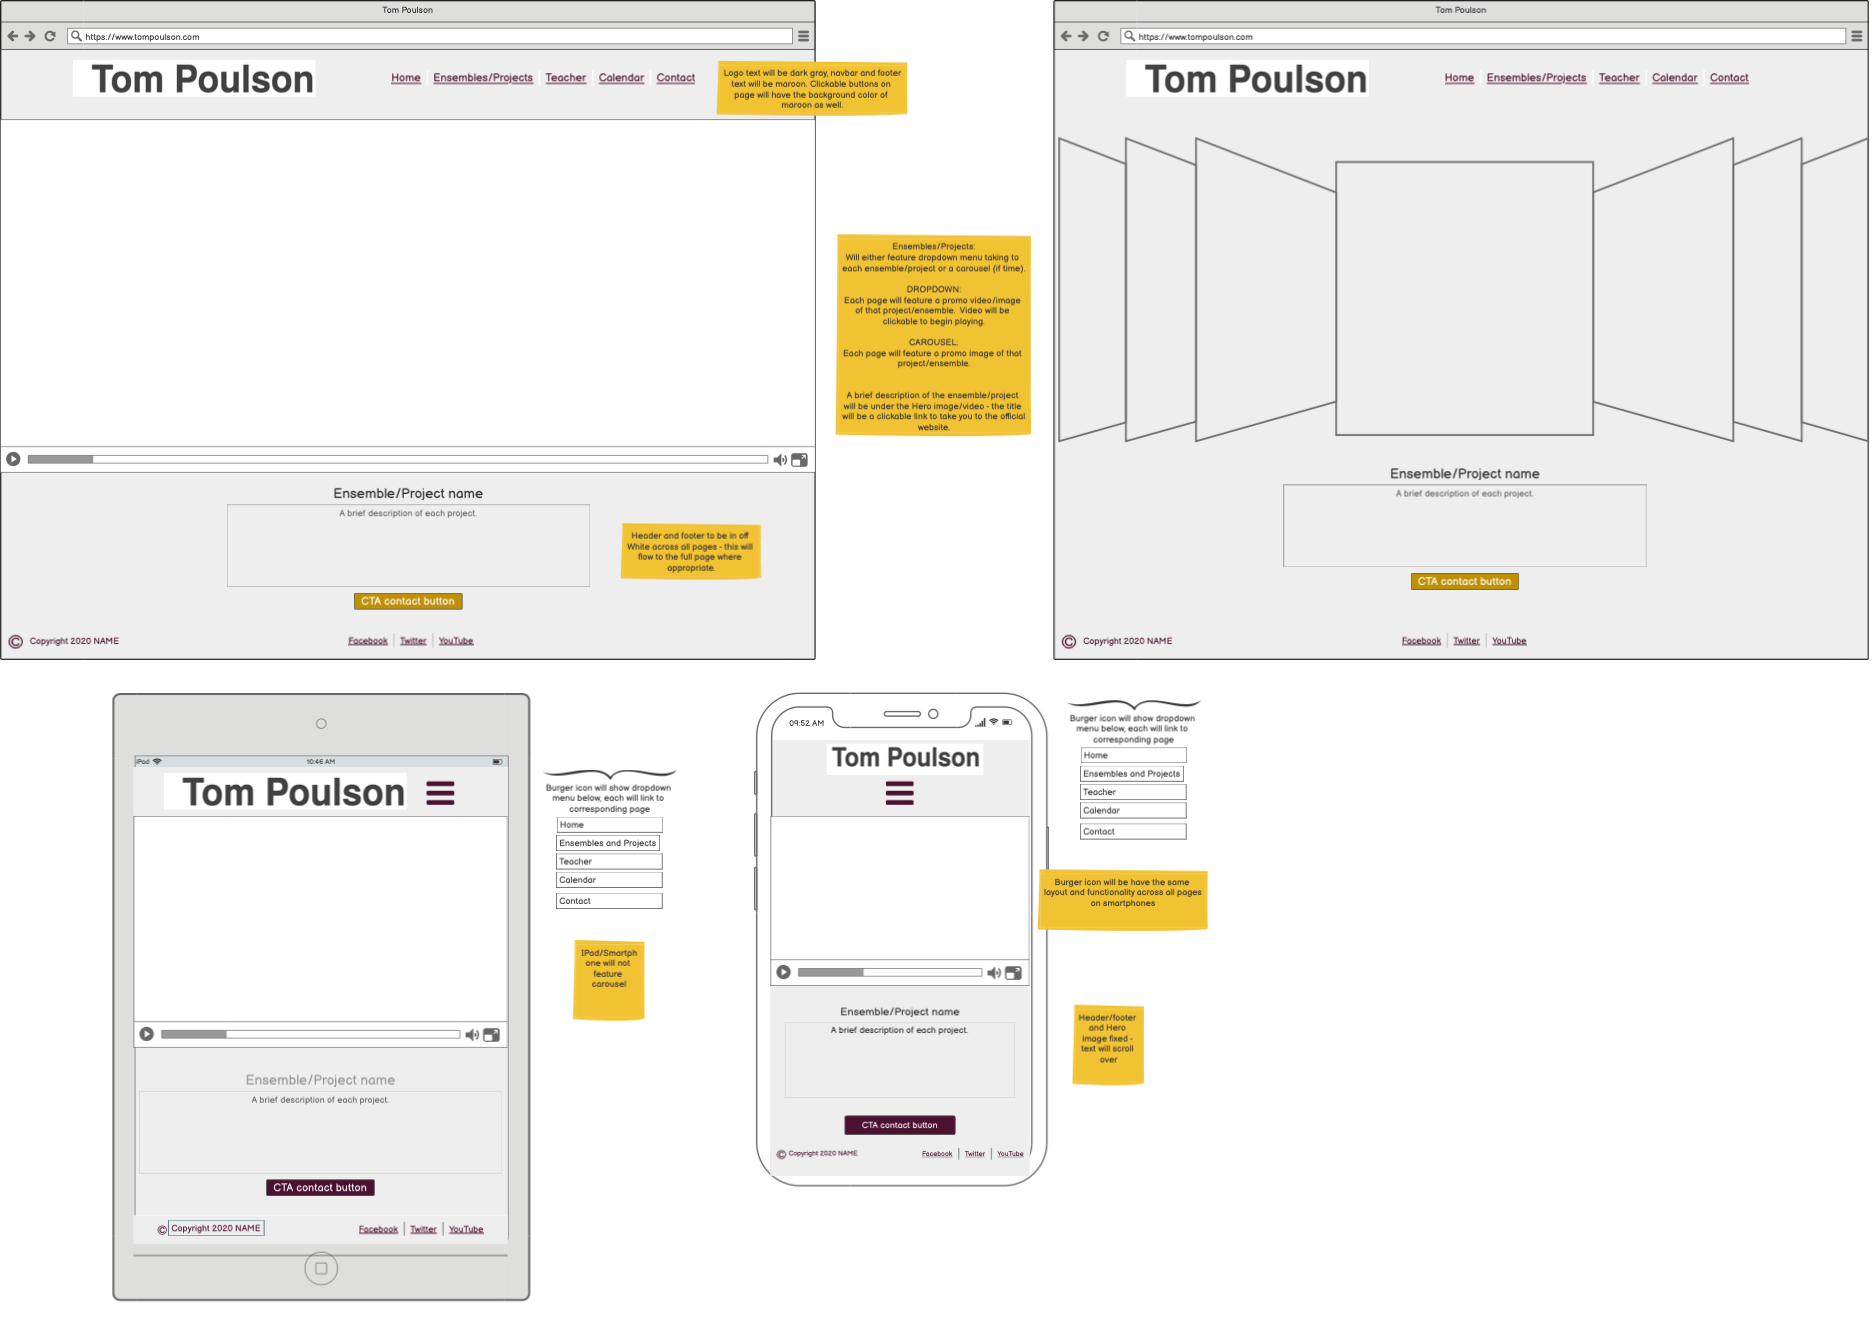 Tom Poulson
https://www.tompoulson.com
Tom Poulson
Home Ensembles/Projects Teacher Calendar Contact
Logo text will be dark gray, navbar and footer
text will be maroon. Clickable buttons on
page will have the background color of
maroon as well.
Ensemble/Project name
A brief description of each project.
Header and footer to be in off
White across all pages - this will
flow to the full page where
appropriate.
CTA contact button
© Copyright 2020 NAME
Facebook Twitter YouTube
Ensembles/Projects:
Will either feature dropdown menu taking to
each ensemble/project or a carousel (if time).
DROPDOWN:
Each page will feature a promo video/image
of that project/ensemble. Video will be
clickable to begin playing.
CAROUSEL:
Each page will feature a promo image of that
project/ensemble.
A brief description of the ensemble/project
will be under the Hero image/video - the title
will be a clickable link to take you to the official
website.
Tom Poulson
https://www.tompoulson.com
Tom Poulson
Home Ensembles/Projects Teacher Calendar Contact
Ensemble/Project name
A brief description of each project.
CTA contact button
© Copyright 2020 NAME
Facebook Twitter YouTube
iPad
10:46 AM
Tom Poulson
Ensemble/Project name
A brief description of each project.
CTA contact button
© Copyright 2020 NAME
Facebook Twitter YouTube
Burger icon will show dropdown
menu below, each will link to
corresponding page
Home
Ensembles and Projects
Teacher
Calendar
Contact
IPad/Smartph
one will not
feature
carousel
09:52 AM
Tom Poulson
Ensemble/Project name
A brief description of each project.
CTA contact button
© Copyright 2020 NAME
Facebook Twitter YouTube
Burger icon will show dropdown
menu below, each will link to
corresponding page
Home
Ensembles and Projects
Teacher
Calendar
Contact
Burger icon will be have the same
layout and functionality across all pages
on smartphones
Header/footer
and Hero
image fixed -
text will scroll
over